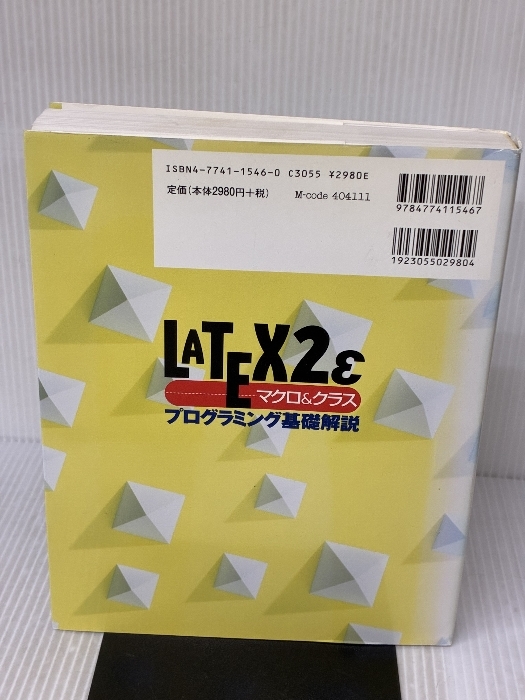 ISBN4-7741-1546-0 C3055 ¥2980E
定価(本体2980円+税) M-code 404111
9784774115467
1923055029804
LATEX2ε
マクロ&クラス
プログラミング基礎解説